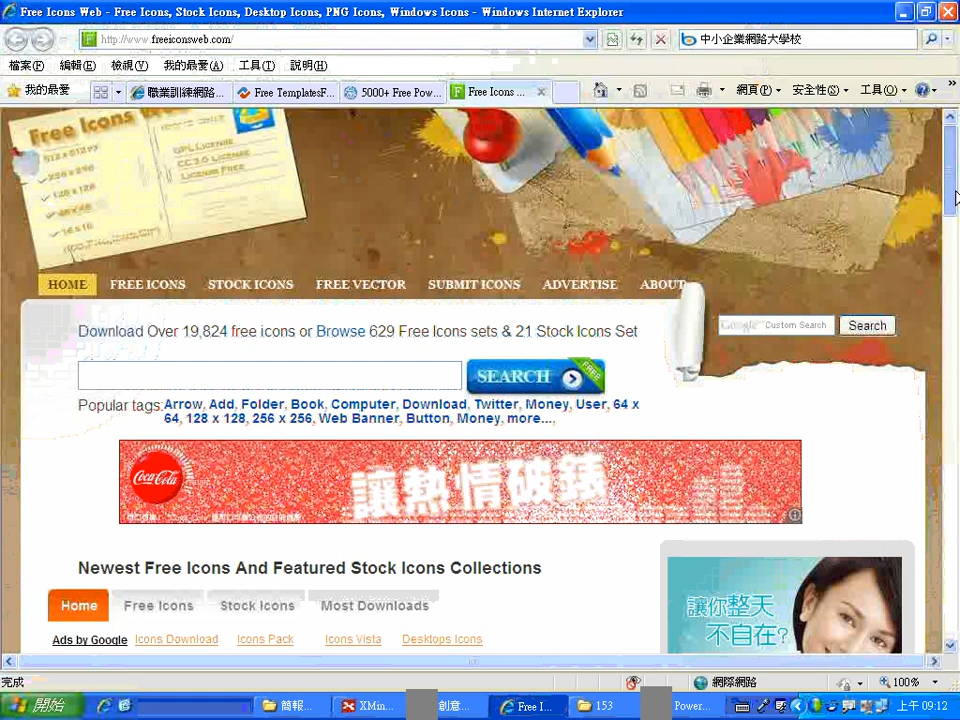 Free Icons Web - Free Icons, Stock Icons, Desktop Icons, PNG Icons, Windows Icons - Windows Internet Explorer
http://www.freeiconsweb.com/
中小企業網路大學校
檔案(F) 編輯(E) 檢視(V) 我的最愛(A) 工具(T) 說明(H)
我的最愛
職業訓練網路...
Free TemplatesF...
5000+ Free Pow...
Free Icons ...
網頁(P)
安全性(S)
工具(O)
Free Icons
512 x 512
256 x 256
128 x 128
48 x 48
16 x 16
GPL License
CC3.0 License
License Free
HOME FREE ICONS STOCK ICONS FREE VECTOR SUBMIT ICONS ADVERTISE ABOUT
Download Over 19,824 free icons or Browse 629 Free Icons sets & 21 Stock Icons Set
Google Custom Search
Search
SEARCH
FREE
Popular tags: Arrow, Add, Folder, Book, Computer, Download, Twitter, Money, User, 64 x
64, 128 x 128, 256 x 256, Web Banner, Button, Money, more....
Coca-Cola
讓熱情破錶
Newest Free Icons And Featured Stock Icons Collections
Home Free Icons Stock Icons Most Downloads
讓你整天
不自在?
Ads by Google Icons Download Icons Pack Icons Vista Desktops Icons
完成
網際網路
100%
開始
簡報...
XMin...
創意...
Free I...
153
Power...
上午 09:12